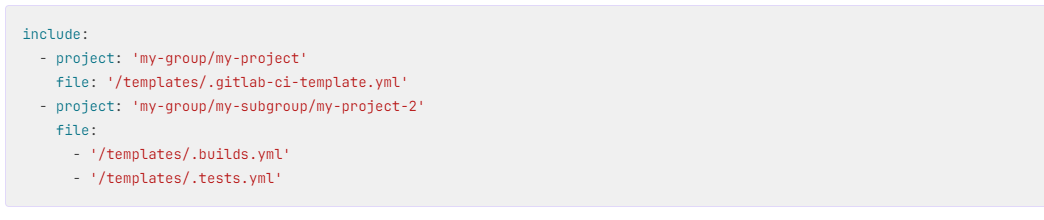 include:
  - project: 'my-group/my-project'
    file: '/templates/.gitlab-ci-template.yml'
  - project: 'my-group/my-subgroup/my-project-2'
    file:
      - '/templates/.builds.yml'
      - '/templates/.tests.yml'